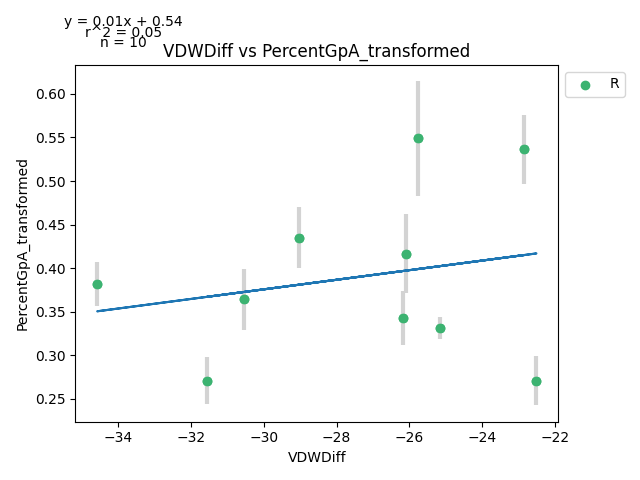 y = 0.01x + 0.54
r^2 = 0.05
n = 10
VDWDiff vs PercentGpA_transformed
R
PercentGpA_transformed
0.60
0.55
0.50
0.45
0.40
0.35
0.30
0.25
−34 −32 −30 −28 −26 −24 −22
VDWDiff